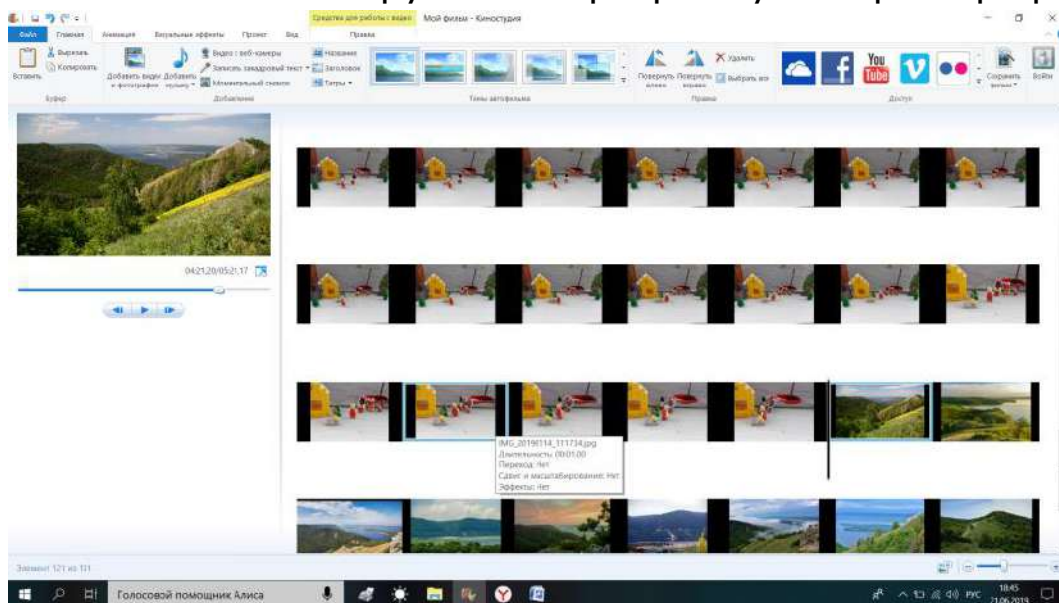 Средства для работы с видео
Мой фильм - Киностудия
Файл
Главная
Анимация
Визуальные эффекты
Проект
Вид
Правка
Вставить
Вырезать
Копировать
Добавить видео и фотографии
Добавить музыку
Видео с веб-камеры
Записать закадровый текст
Моментальный снимок
Название
Заголовок
Титры
Повернуть влево
Повернуть вправо
Удалить
Выбрать все
You Tube
Сохранить фильм
Войти
Буфер
Добавление
Темы автофильма
Правка
Доступ
04:21,20/05:21,17
IMG_20190114_111734.jpg
Длительность: 00:01,00
Переход: Нет
Сдвиг и масштабирование: Нет
Эффекты: Нет
Элемент 121 из 131
Голосовой помощник Алиса
РУС
18:45
21.06.2019